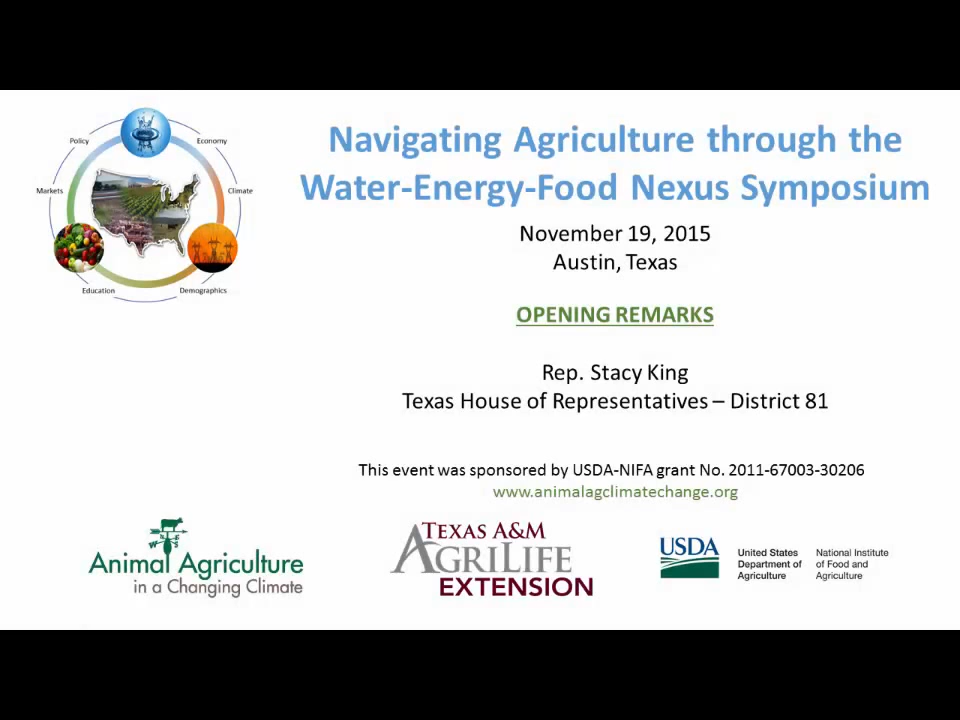 Policy
Economy
Markets
Climate
Education
Demographics
Navigating Agriculture through the
Water-Energy-Food Nexus Symposium
November 19, 2015
Austin, Texas
OPENING REMARKS
Rep. Stacy King
Texas House of Representatives – District 81
This event was sponsored by USDA-NIFA grant No. 2011-67003-30206
www.animalagclimatechange.org
Animal Agriculture
in a Changing Climate
TEXAS A&M
AGRILIFE
EXTENSION
USDA
United States
Department of
Agriculture
National Institute
of Food and
Agriculture